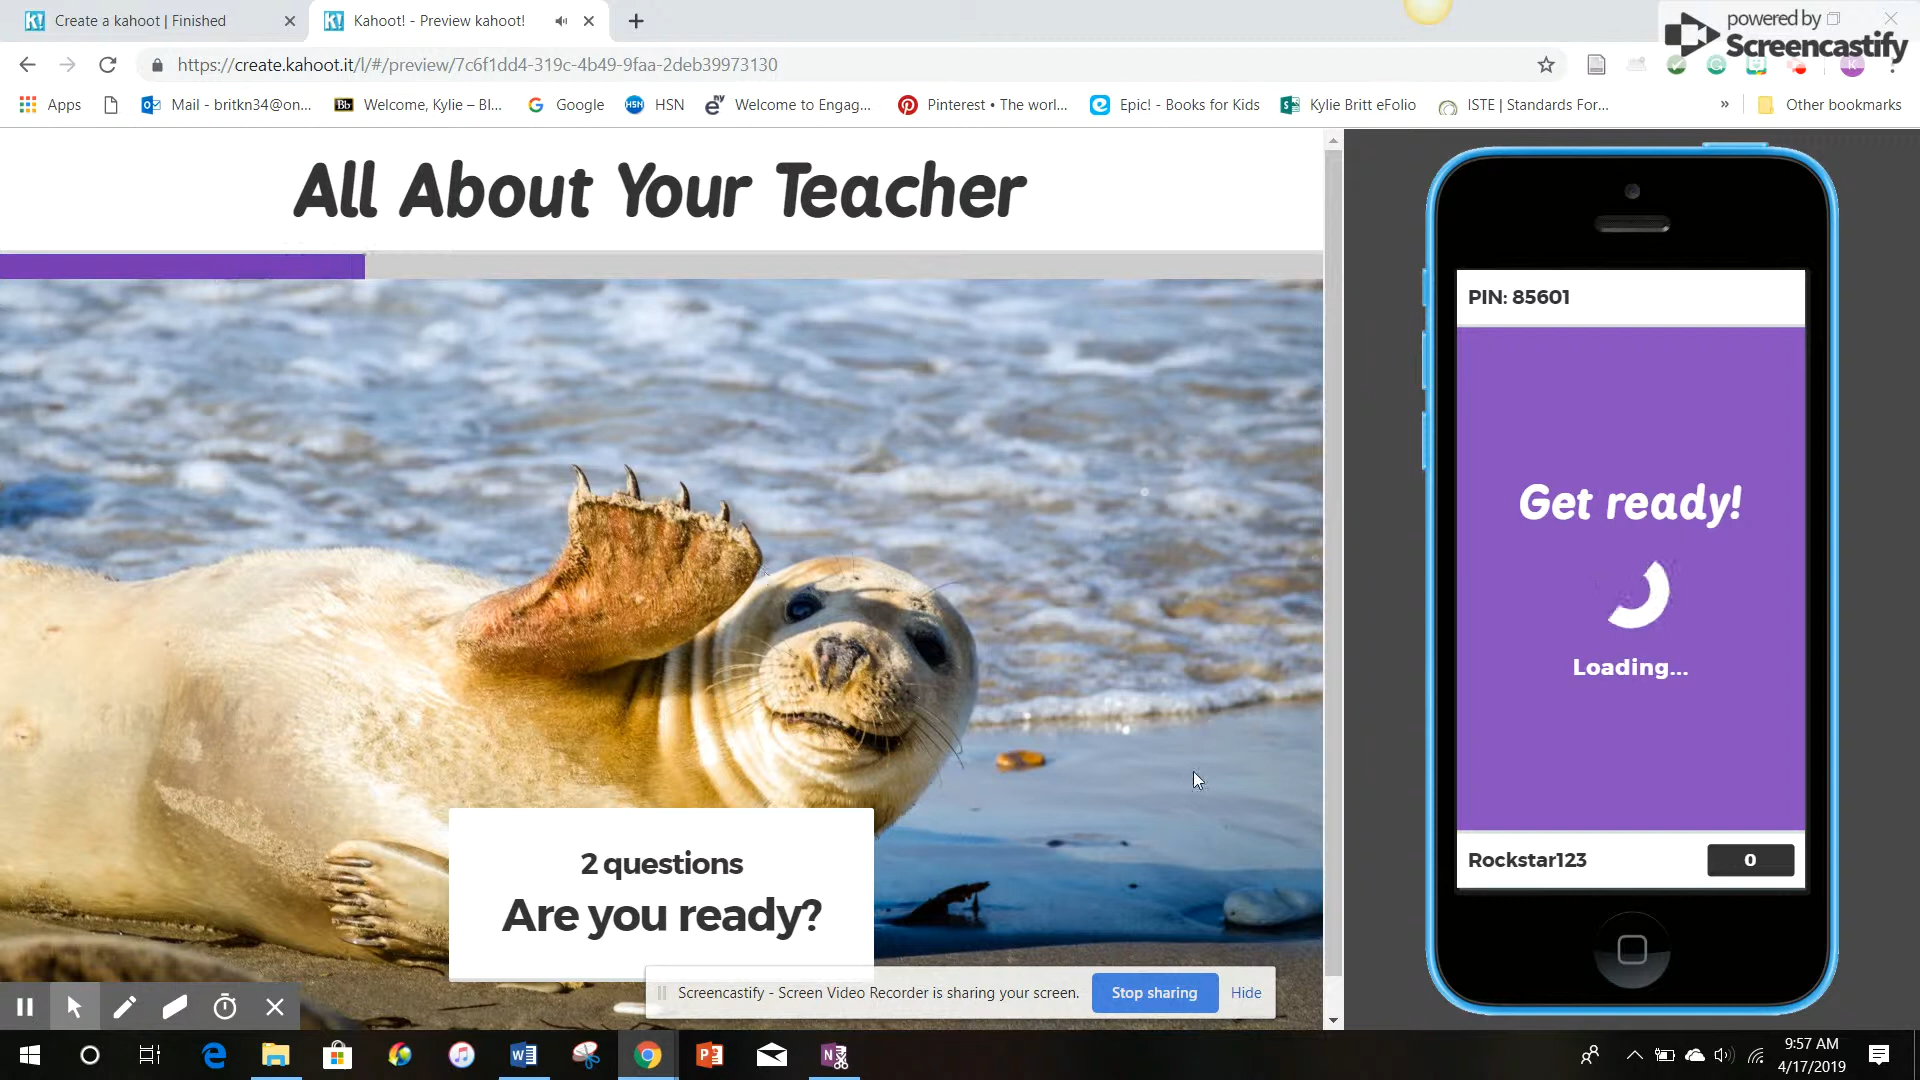 Create a kahoot | Finished
Kahoot! - Preview kahoot!
powered by
Screencastify
https://create.kahoot.it/l/#/preview/7c6f1dd4-319c-4b49-9faa-2deb39973130
Apps
Mail - britkn34@on...
Bb
Welcome, Kylie – Bl...
Google
HSN
HSN
Welcome to Engag...
Pinterest • The worl...
Epic! - Books for Kids
Kylie Britt eFolio
ISTE | Standards For...
»
Other bookmarks
All About Your Teacher
PIN: 85601
Get ready!
Loading...
Rockstar123
0
2 questions
Are you ready?
Screencastify - Screen Video Recorder is sharing your screen.
Stop sharing
Hide
9:57 AM
4/17/2019